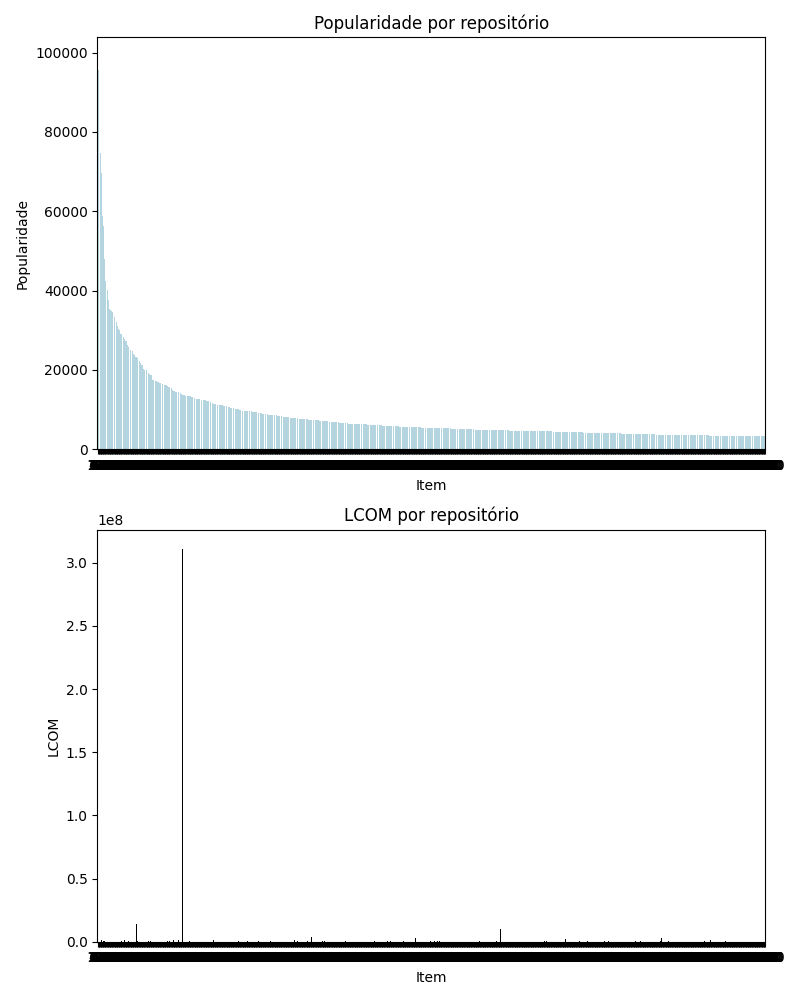 Popularidade por repositório
100000
80000
60000
40000
20000
0
Popularidade
Item
LCOM por repositório
1e8
3.0
2.5
2.0
1.5
1.0
0.5
0.0
LCOM
Item